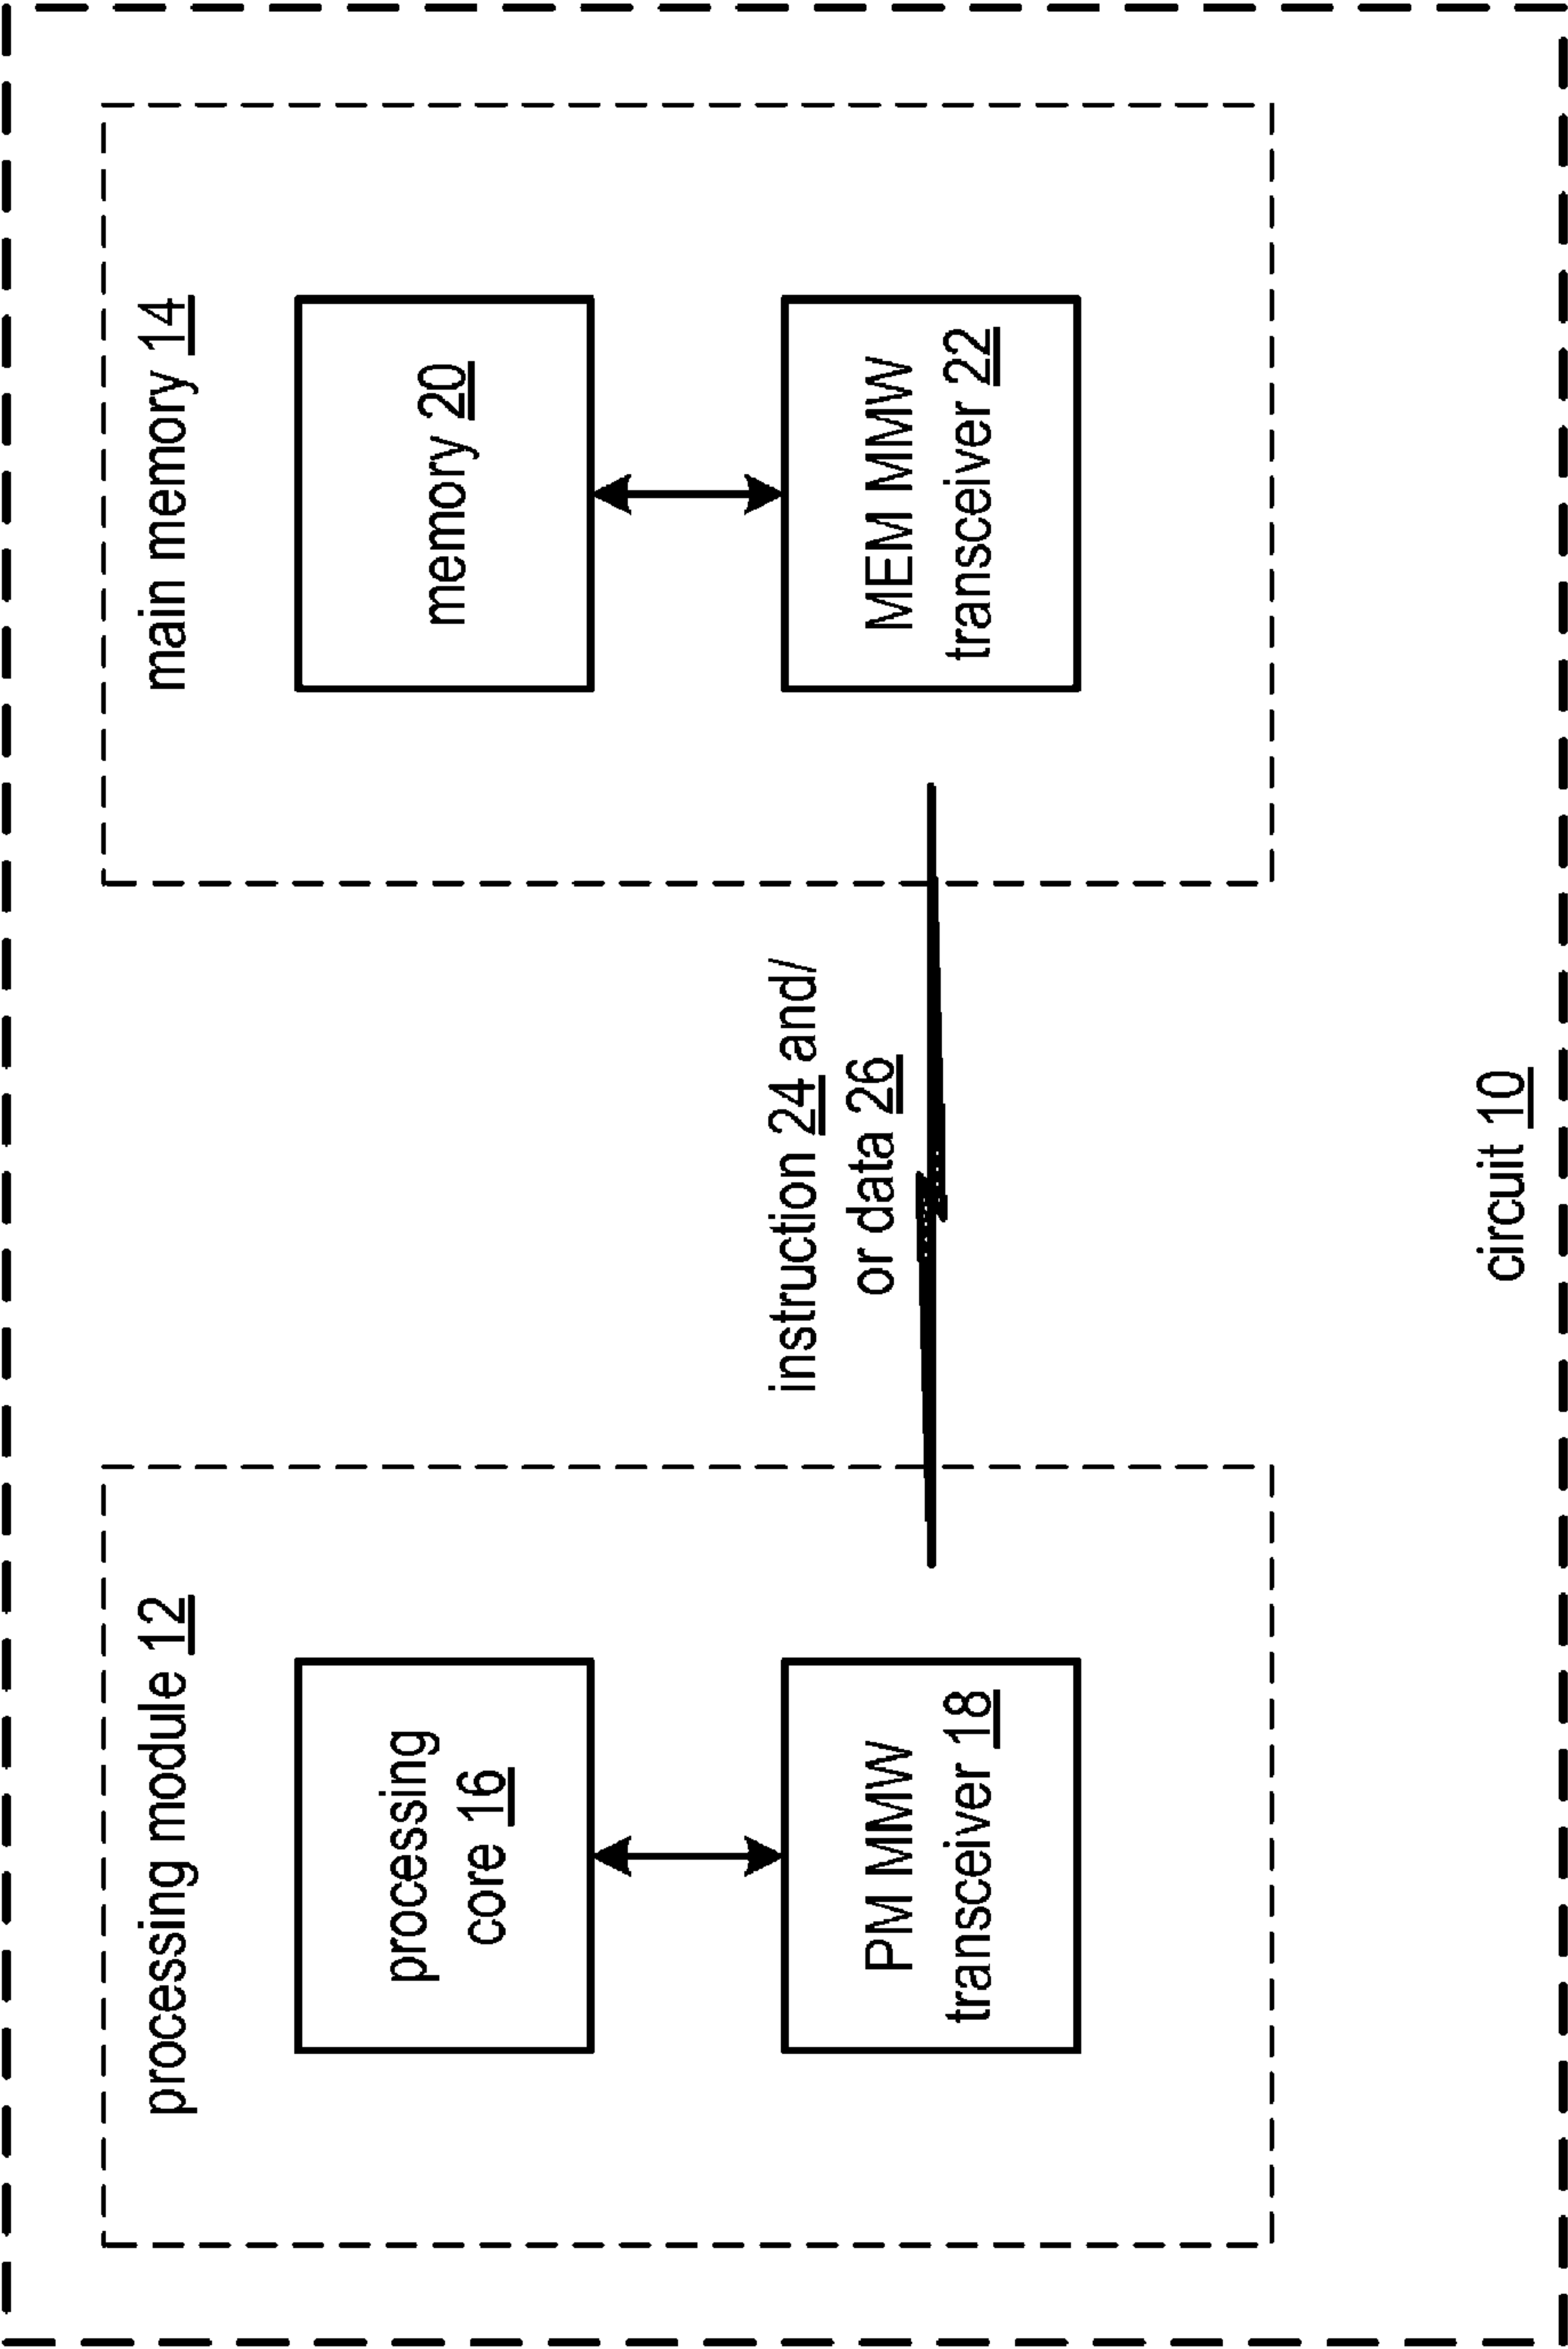 processing module 12
processing
core 16
PM MMW
transceiver 18
instruction 24 and/
or data 26
main memory 14
memory 20
MEM MMW
transceiver 22
circuit 10